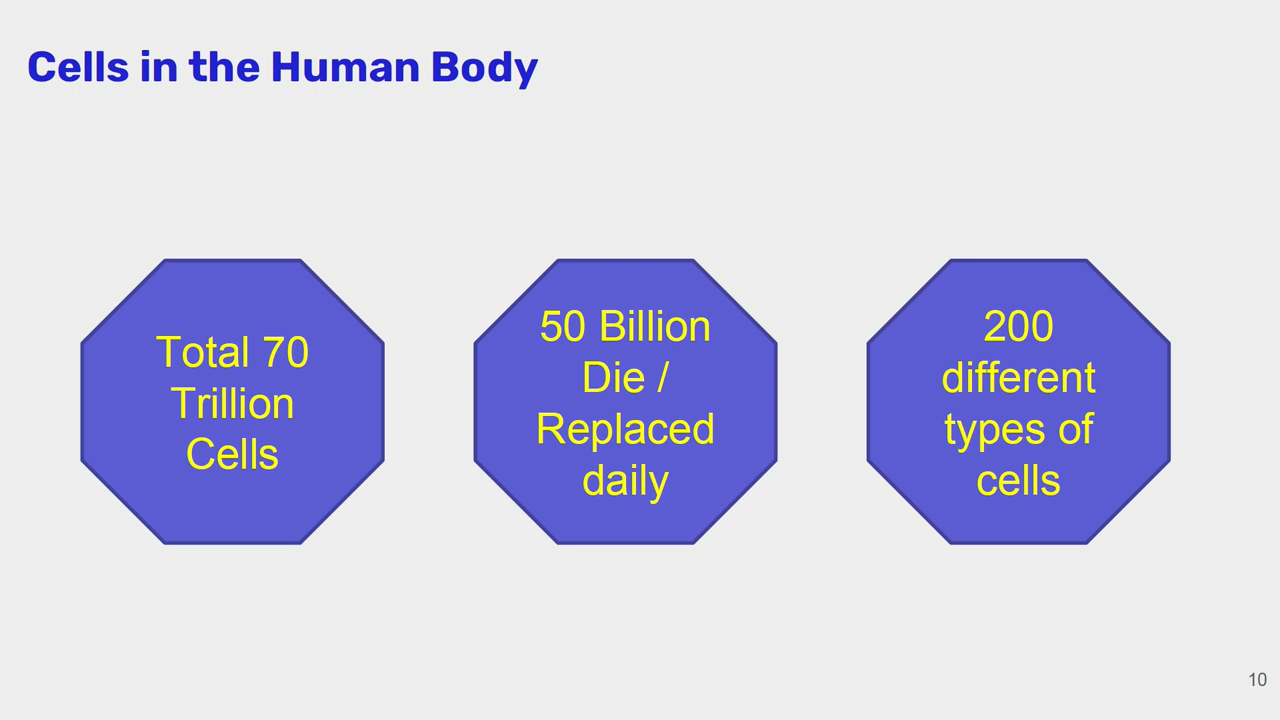 Cells in the Human Body
Total 70
Trillion
Cells
50 Billion
Die /
Replaced
daily
200
different
types of
cells
10